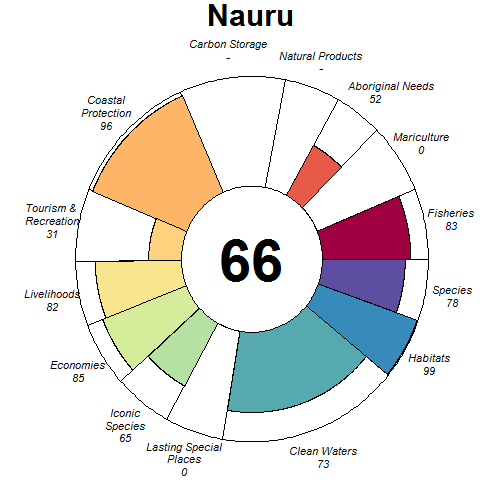 Nauru
Carbon Storage
-
Natural Products
-
Aboriginal Needs
52
Mariculture
0
Fisheries
83
Species
78
Habitats
99
Clean Waters
73
Lasting Special
Places
0
Iconic
Species
65
Economies
85
Livelihoods
82
Tourism &
Recreation
31
Coastal
Protection
96
66